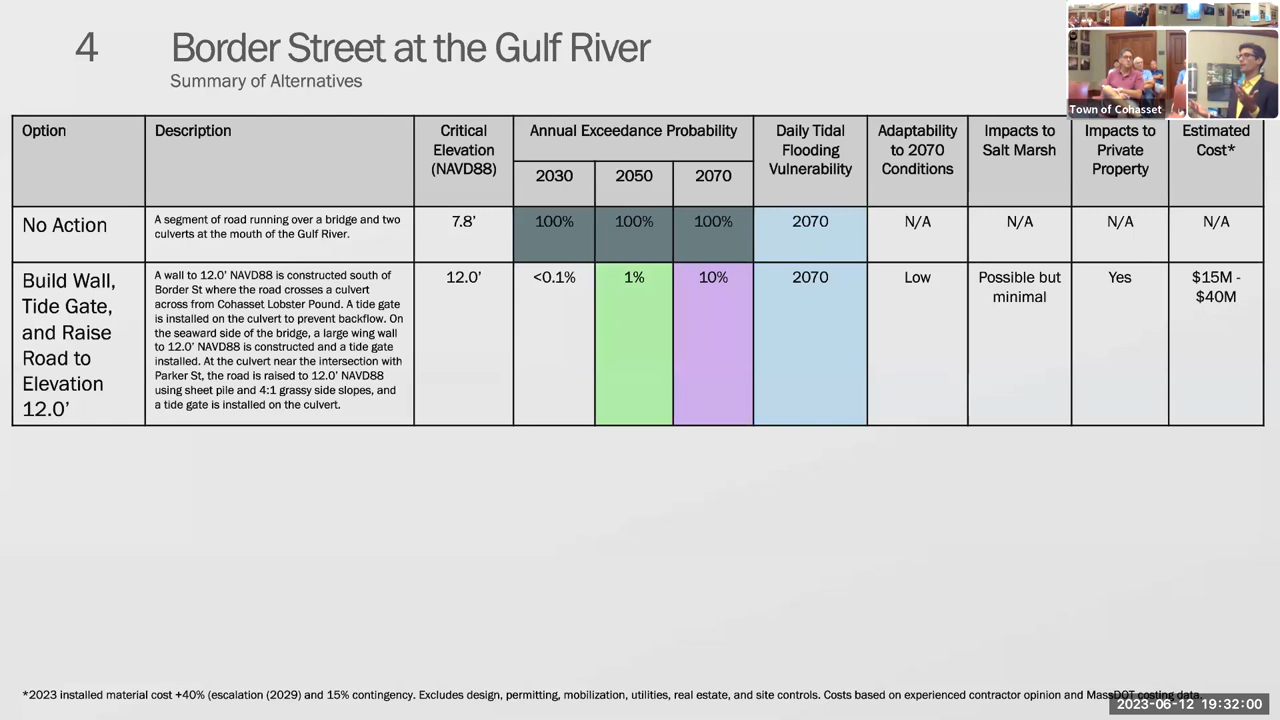 4 Border Street at the Gulf River
Summary of Alternatives
Town of Cohasset
Option
Description
Critical
Elevation
(NAVD88)
Annual Exceedance Probability
2030 2050 2070
Daily Tidal
Flooding
Vulnerability
Adaptability
to 2070
Conditions
Impacts to
Salt Marsh
Impacts to
Private
Property
Estimated
Cost*
No Action
A segment of road running over a bridge and two
culverts at the mouth of the Gulf River.
7.8’
100% 100% 100%
2070
N/A
N/A
N/A
N/A
Build Wall,
Tide Gate,
and Raise
Road to
Elevation
12.0’
A wall to 12.0’ NAVD88 is constructed south of
Border St where the road crosses a culvert
across from Cohasset Lobster Pound. A tide gate
is installed on the culvert to prevent backflow. On
the seaward side of the bridge, a large wing wall
to 12.0’ NAVD88 is constructed and a tide gate
installed. At the culvert near the intersection with
Parker St, the road is raised to 12.0’ NAVD88
using sheet pile and 4:1 grassy side slopes, and
a tide gate is installed on the culvert.
12.0’
<0.1% 1% 10%
2070
Low
Possible but
minimal
Yes
$15M -
$40M
*2023 installed material cost +40% (escalation (2029) and 15% contingency. Excludes design, permitting, mobilization, utilities, real estate, and site controls. Costs based on experienced contractor opinion and MassDOT costing data.
2023-06-12 19:32:00